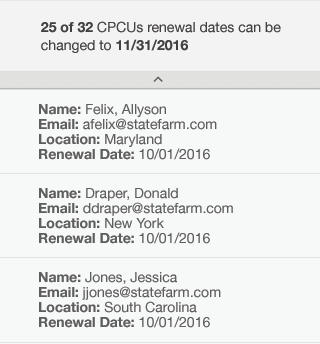 25 of 32 CPCUs renewal dates can be
changed to 11/31/2016
Name: Felix, Allyson
Email: afelix@statefarm.com
Location: Maryland
Renewal Date: 10/01/2016
Name: Draper, Donald
Email: ddraper@statefarm.com
Location: New York
Renewal Date: 10/01/2016
Name: Jones, Jessica
Email: jjones@statefarm.com
Location: South Carolina
Renewal Date: 10/01/2016